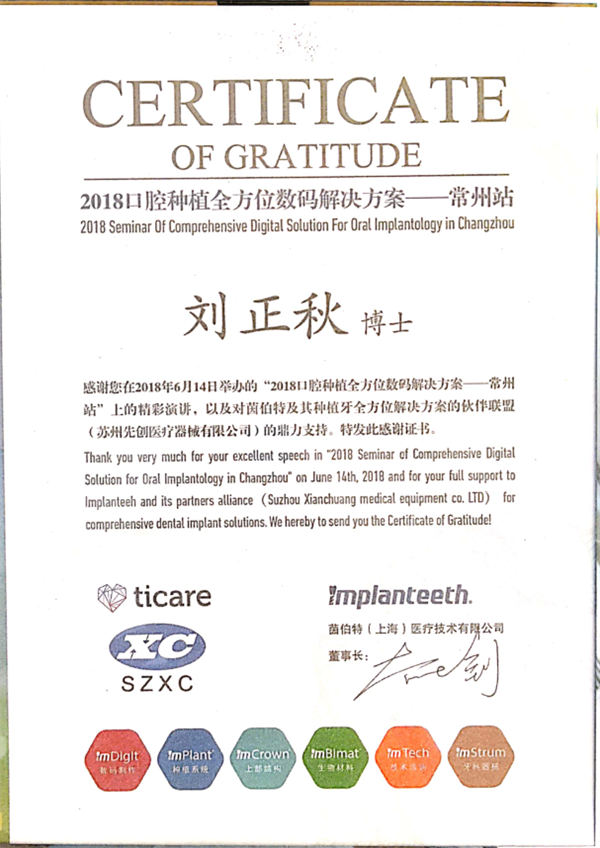 CERTIFICATE
OF GRATITUDE
2018口腔种植全方位数码解决方案——常州站
2018 Seminar Of Comprehensive Digital Solution For Oral Implantology in Changzhou
刘正秋 博士
感谢您在2018年6月14日举办的“2018口腔种植全方位数码解决方案——常州
站”上的精彩演讲，以及对茵伯特及其种植牙全方位解决方案的伙伴联盟
（苏州先创医疗器械有限公司）的鼎力支持。特发此感谢证书。
Thank you very much for your excellent speech in "2018 Seminar of Comprehensive Digital
Solution for Oral Implantology in Changzhou" on June 14th, 2018 and for your full support to
Implanteeh and its partners alliance （Suzhou Xianchuang medical equipment co. LTD） for
comprehensive dental implant solutions. We hereby to send you the Certificate of Gratitude!
ticare
implanteeth.
XC
SZXC
茵伯特（上海）医疗技术有限公司
董事长：
imDigit imPlant imCrown imBimat imTech imStrum
数码制作 种植系统 上部结构 生物材料 技术 牙科器械